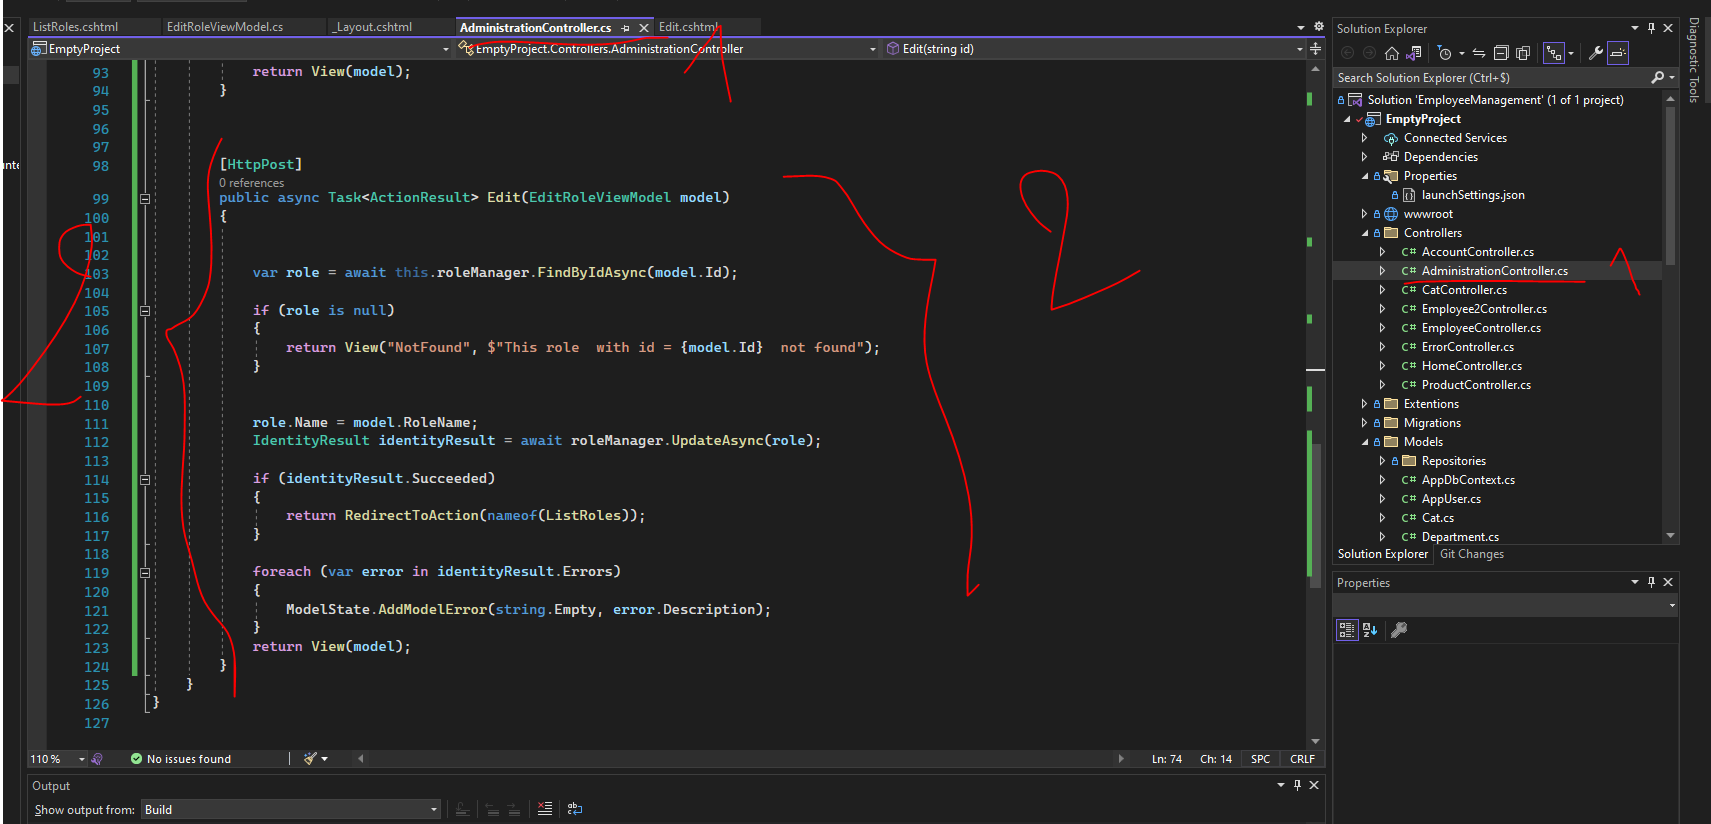 ListRoles.cshtml EditRoleViewModel.cs _Layout.cshtml AdministrationController.cs Edit.cshtml
EmptyProject EmptyProject.Controllers.AdministrationController Edit(string id)
93 return View(model);
94 }
95
96
97
98 [HttpPost]
0 references
99 public async Task<ActionResult> Edit(EditRoleViewModel model)
100 {
101
102
103 var role = await this.roleManager.FindByIdAsync(model.Id);
104
105 if (role is null)
106 {
107 return View("NotFound", $"This role  with id = {model.Id}  not found");
108 }
109
110
111 role.Name = model.RoleName;
112 IdentityResult identityResult = await roleManager.UpdateAsync(role);
113
114 if (identityResult.Succeeded)
115 {
116 return RedirectToAction(nameof(ListRoles));
117 }
118
119 foreach (var error in identityResult.Errors)
120 {
121 ModelState.AddModelError(string.Empty, error.Description);
122 }
123 return View(model);
124 }
125 }
126 }
127
110 % No issues found Ln: 74 Ch: 14 SPC CRLF
Output
Show output from: Build
1
2
2
Solution Explorer
Search Solution Explorer (Ctrl+$)
Solution 'EmployeeManagement' (1 of 1 project)
EmptyProject
Connected Services
Dependencies
Properties
launchSettings.json
wwwroot
Controllers
C# AccountController.cs
C# AdministrationController.cs
1
C# CatController.cs
C# Employee2Controller.cs
C# EmployeeController.cs
C# ErrorController.cs
C# HomeController.cs
C# ProductController.cs
Extentions
Migrations
Models
Repositories
C# AppDbContext.cs
C# AppUser.cs
C# Cat.cs
C# Department.cs
Solution Explorer Git Changes
Properties
Diagnostic Tools